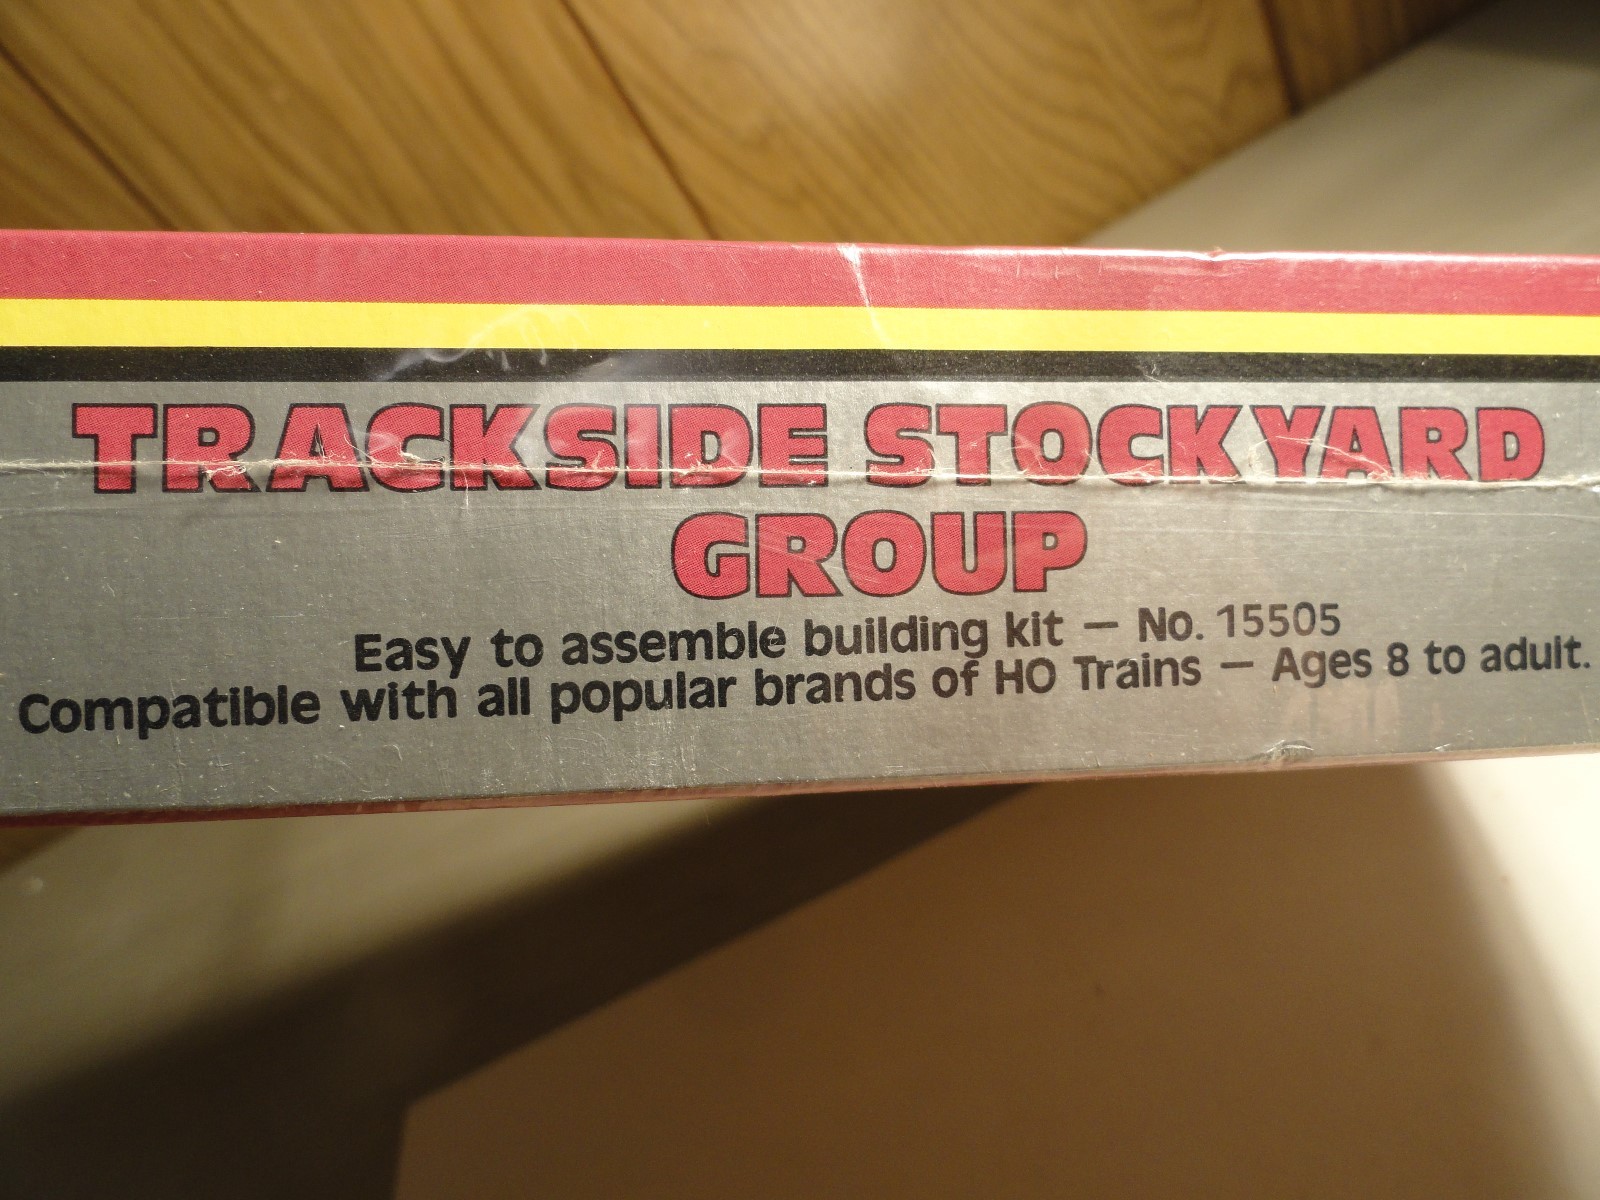 TRACKSIDE STOCKYARD
GROUP
Easy to assemble building kit — No. 15505
Compatible with all popular brands of HO Trains — Ages 8 to adult.